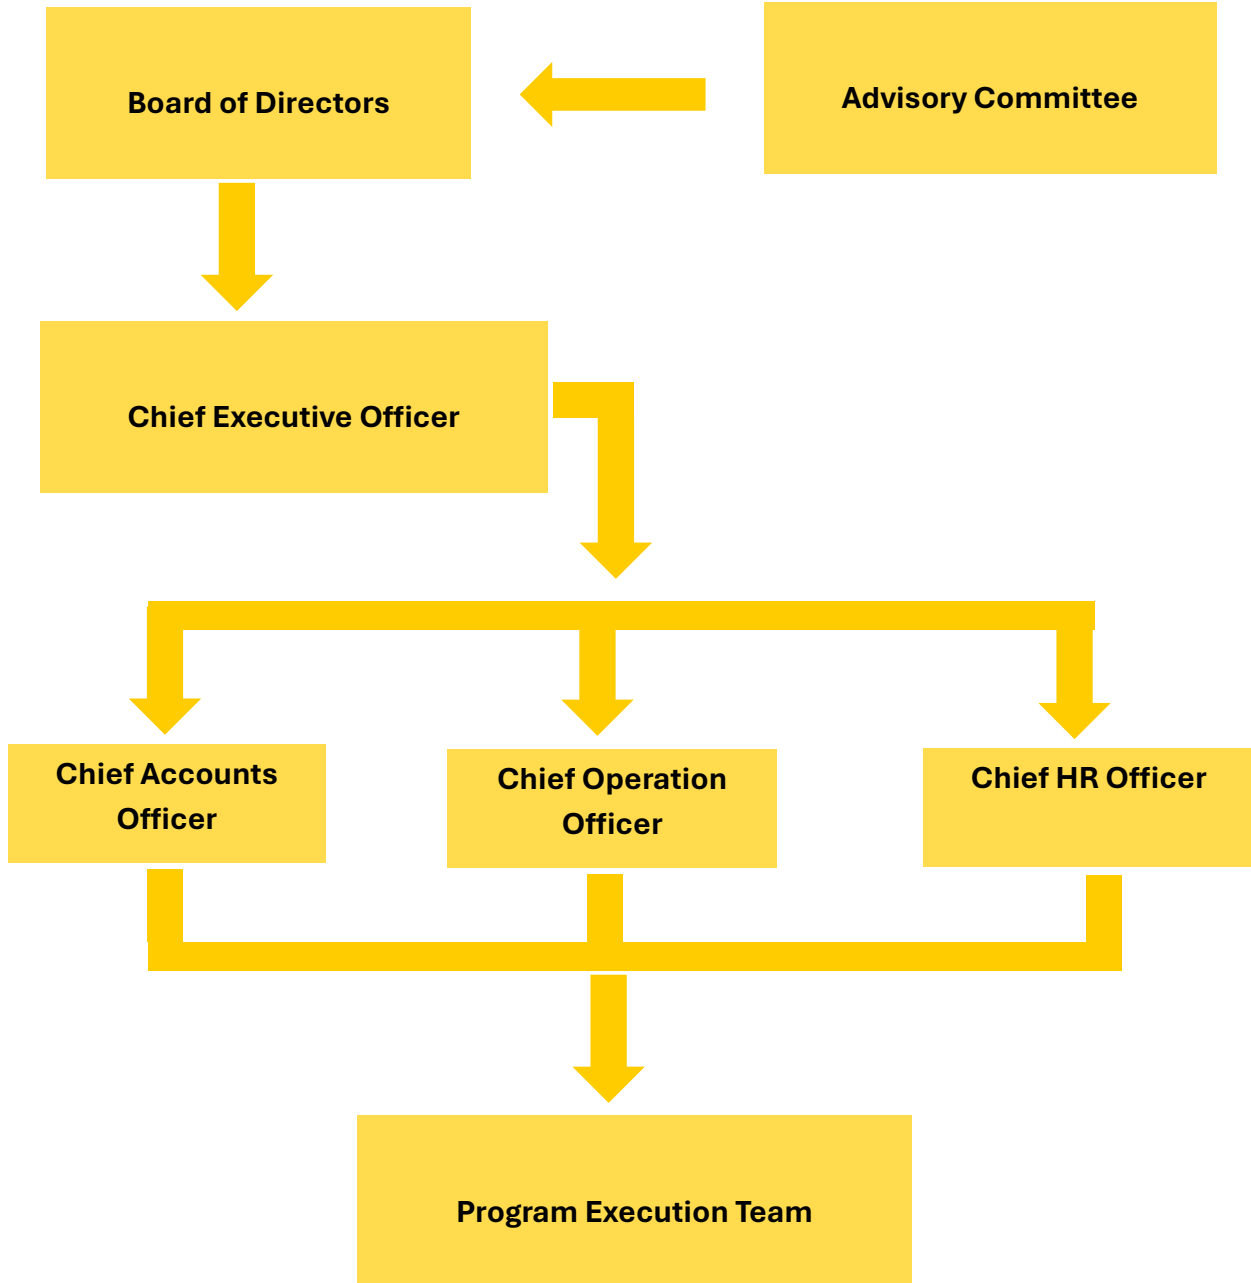 Board of Directors
Advisory Committee
Chief Executive Officer
Chief Accounts
Officer
Chief Operation
Officer
Chief HR Officer
Program Execution Team